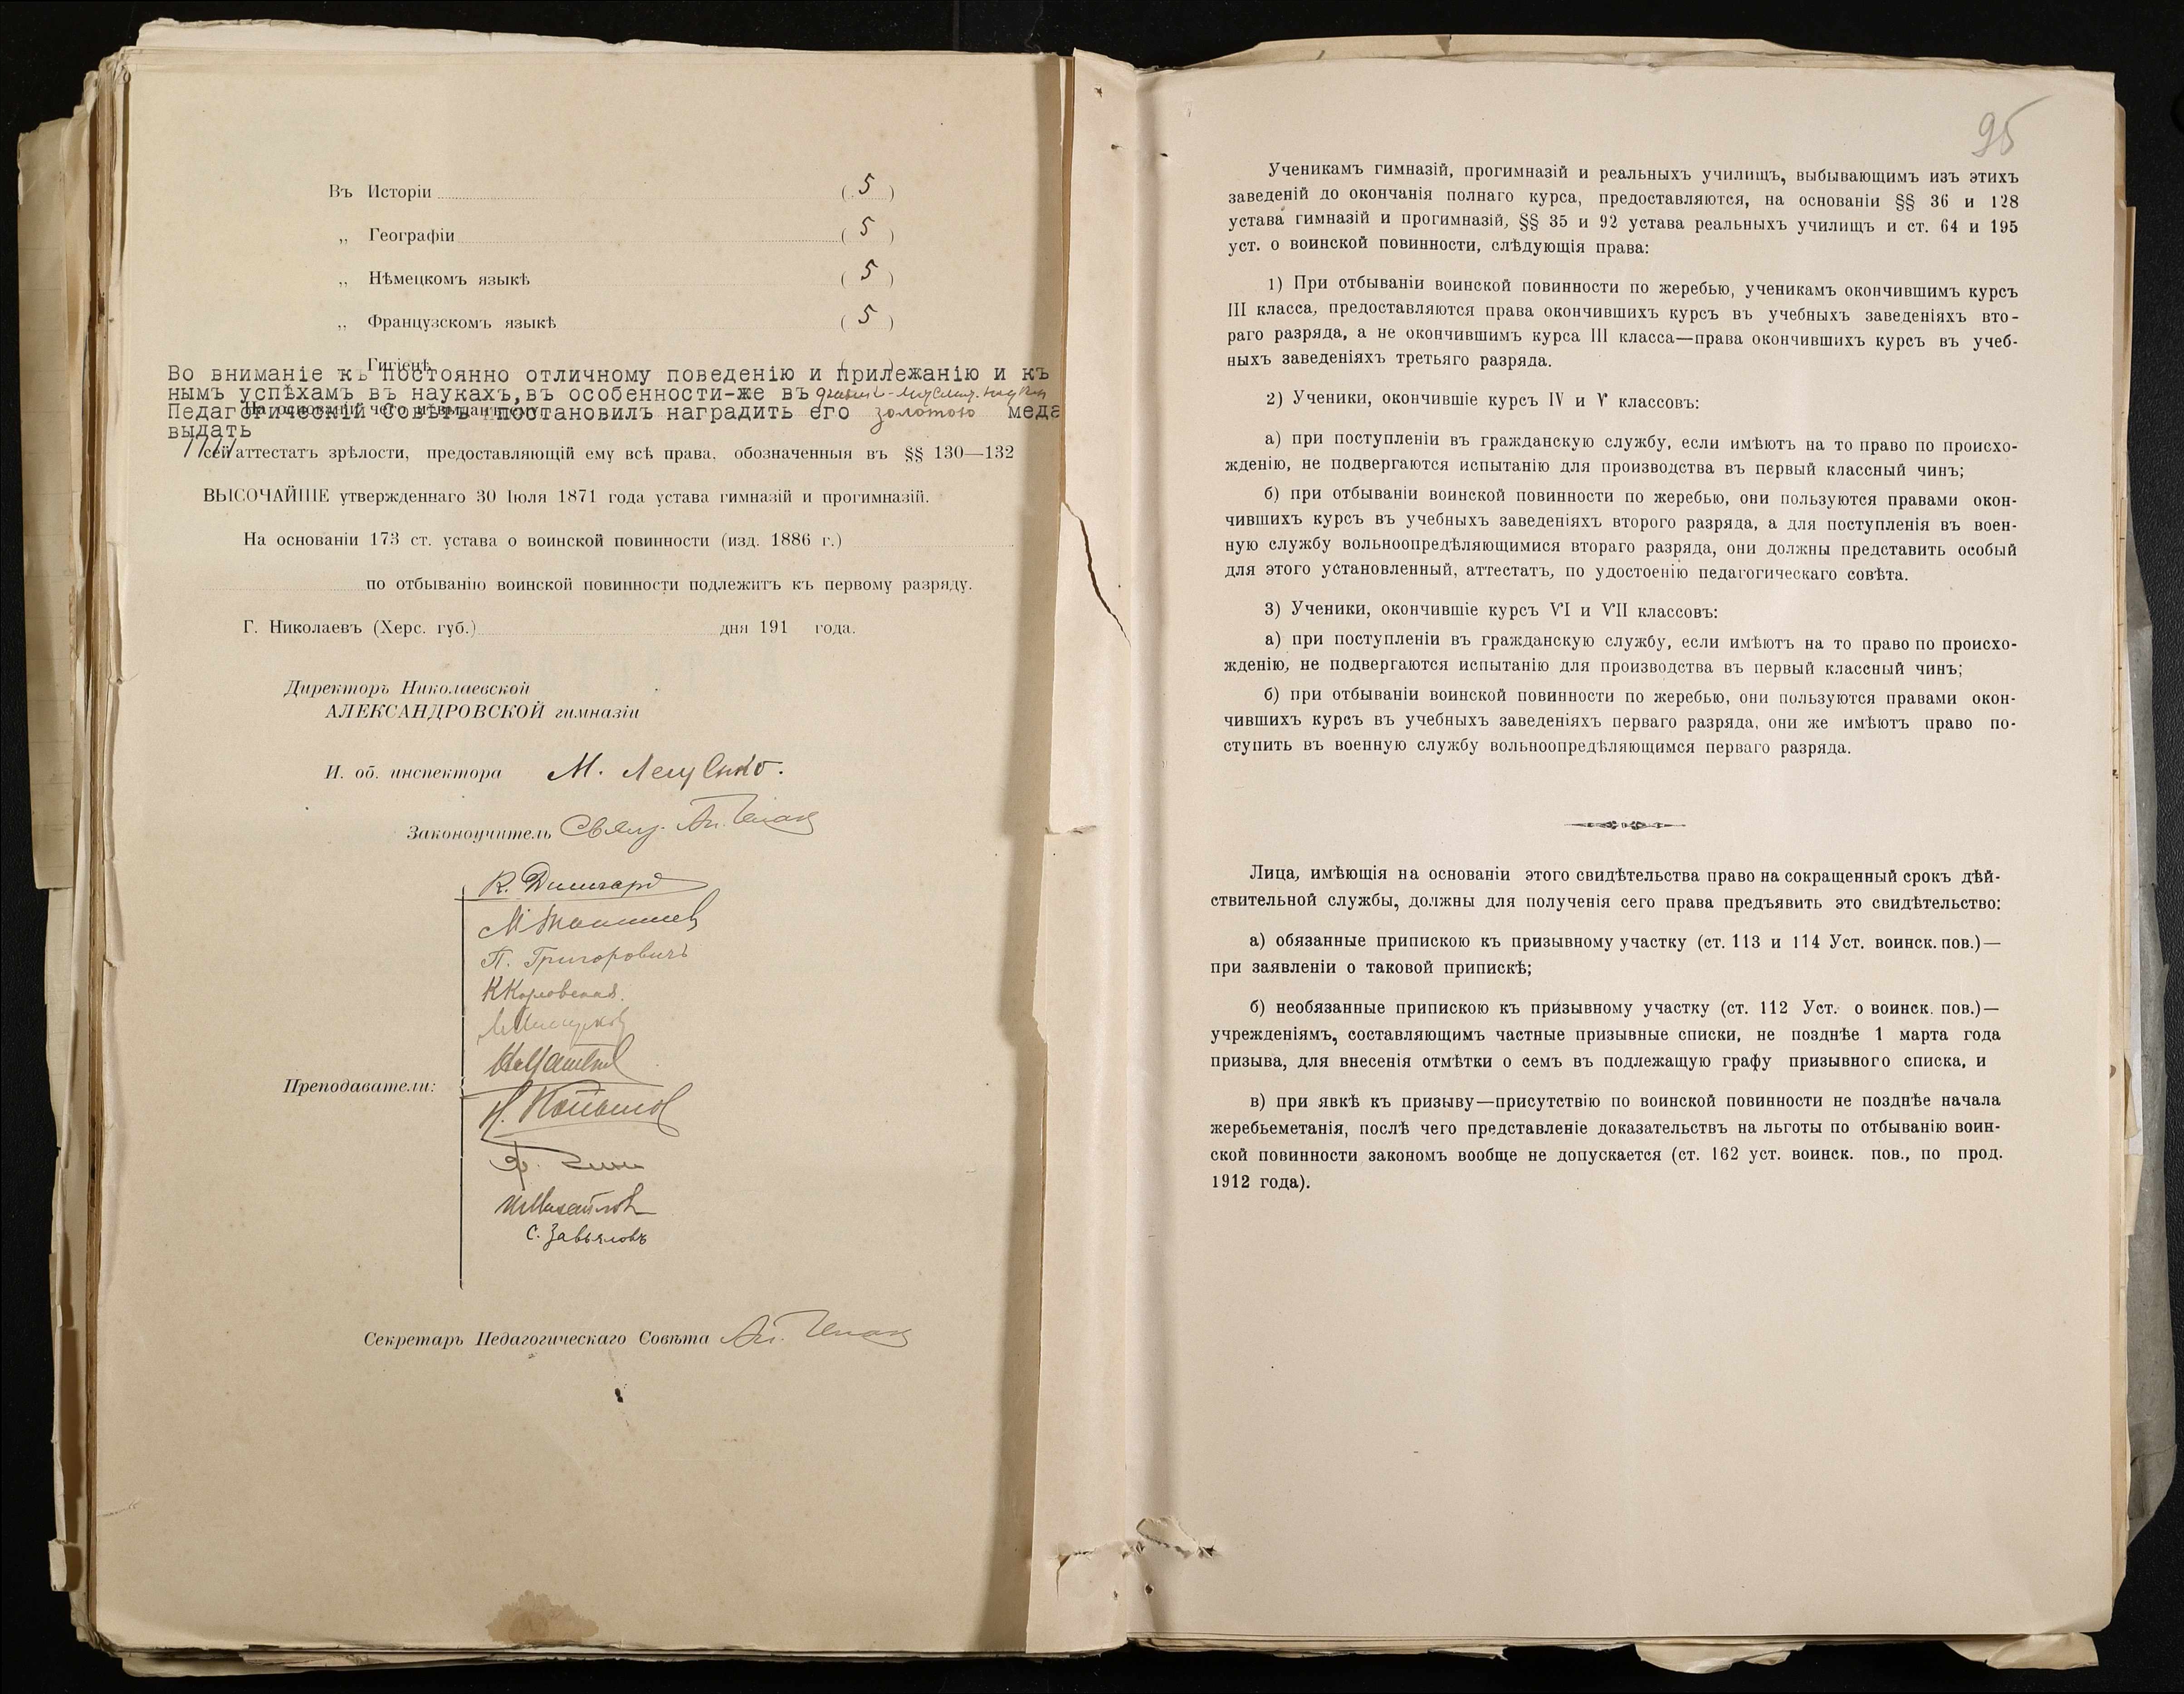 Въ Исторіи (5)
„ Географіи (5)
„ Нѣмецкомъ языкѣ (5)
„ Французскомъ языкѣ (5)
„ Гигіенѣ ( )
Во вниманіе къ постоянно отличному поведенію и прилежанію и къ
нымъ успѣхамъ въ наукахъ, въ особенности-же въ
На основаніи чего и выданъ ему
Педагогическій Совѣтъ постановилъ наградить его золотою меда
выдать
сей аттестатъ зрѣлости, предоставляющій ему всѣ права, обозначенныя въ §§ 130—132
ВЫСОЧАЙШЕ утвержденнаго 30 Іюля 1871 года устава гимназій и прогимназій.
На основаніи 173 ст. устава о воинской повинности (изд. 1886 г.)
по отбыванію воинской повинности подлежитъ къ первому разряду.
Г. Николаевъ (Херс. губ.) дня 191 года.
Директоръ Николаевской
АЛЕКСАНДРОВСКОЙ гимназіи
И. об. инспектора М.
Законоучитель Свящ. Ан.
К.
М
П. Григоровичъ
Преподаватели:
Н.
Ф.
И Михайловъ
С. Завьяловъ
Секретарь Педагогическаго Совѣта Ан.
95
Ученикамъ гимназій, прогимназій и реальныхъ училищъ, выбывающимъ изъ этихъ
заведеній до окончанія полнаго курса, предоставляются, на основаніи §§ 36 и 128
устава гимназій и прогимназій, §§ 35 и 92 устава реальныхъ училищъ и ст. 64 и 195
уст. о воинской повинности, слѣдующія права:
1) При отбываніи воинской повинности по жеребью, ученикамъ окончившимъ курсъ
III класса, предоставляются права окончившихъ курсъ въ учебныхъ заведеніяхъ вто-
раго разряда, а не окончившимъ курса III класса—права окончившихъ курсъ въ учеб-
ныхъ заведеніяхъ третьяго разряда.
2) Ученики, окончившіе курсъ IV и V классовъ:
а) при поступленіи въ гражданскую службу, если имѣютъ на то право по происхо-
жденію, не подвергаются испытанію для производства въ первый классный чинъ;
б) при отбываніи воинской повинности по жеребью, они пользуются правами окон-
чившихъ курсъ въ учебныхъ заведеніяхъ второго разряда, а для поступленія въ воен-
ную службу вольноопредѣляющимися втораго разряда, они должны представить особый
для этого установленный, аттестатъ, по удостоенію педагогическаго совѣта.
3) Ученики, окончившіе курсъ VI и VII классовъ:
а) при поступленіи въ гражданскую службу, если имѣютъ на то право по происхо-
жденію, не подвергаются испытанію для производства въ первый классный чинъ;
б) при отбываніи воинской повинности по жеребью, они пользуются правами окон-
чившихъ курсъ въ учебныхъ заведеніяхъ перваго разряда, они же имѣютъ право по-
ступить въ военную службу вольноопредѣляющимся перваго разряда.
Лица, имѣющія на основаніи этого свидѣтельства право на сокращенный срокъ дѣй-
ствительной службы, должны для полученія сего права предъявить это свидѣтельство:
а) обязанные припискою къ призывному участку (ст. 113 и 114 Уст. воинск. пов.)—
при заявленіи о таковой припискѣ;
б) необязанные припискою къ призывному участку (ст. 112 Уст. о воинск. пов.)—
учрежденіямъ, составляющимъ частные призывные списки, не позднѣе 1 марта года
призыва, для внесенія отмѣтки о семъ въ подлежащую графу призывного списка, и
в) при явкѣ къ призыву—присутствію по воинской повинности не позднѣе начала
жеребьеметанія, послѣ чего представленіе доказательствъ на льготы по отбыванію воин-
ской повинности закономъ вообще не допускается (ст. 162 уст. воинск. пов., по прод.
1912 года).